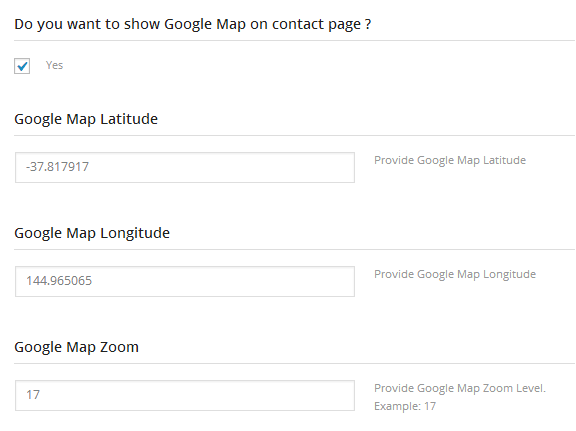 Do you want to show Google Map on contact page ?
Yes
Google Map Latitude
-37.817917
Provide Google Map Latitude
Google Map Longitude
144.965065
Provide Google Map Longitude
Google Map Zoom
17
Provide Google Map Zoom Level.
Example: 17